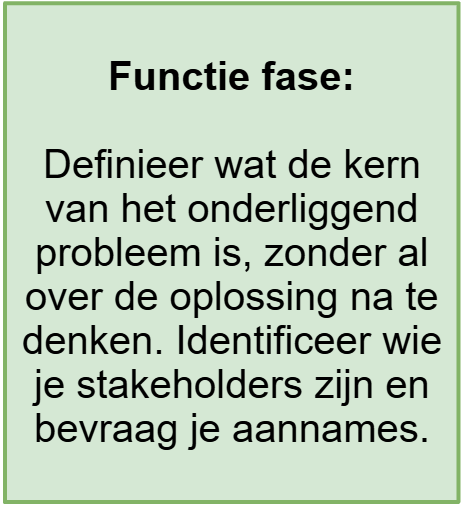 Functie fase:
Definieer wat de kern
van het onderliggend
probleem is, zonder al
over de oplossing na te
denken. Identificeer wie
je stakeholders zijn en
bevraag je aannames.